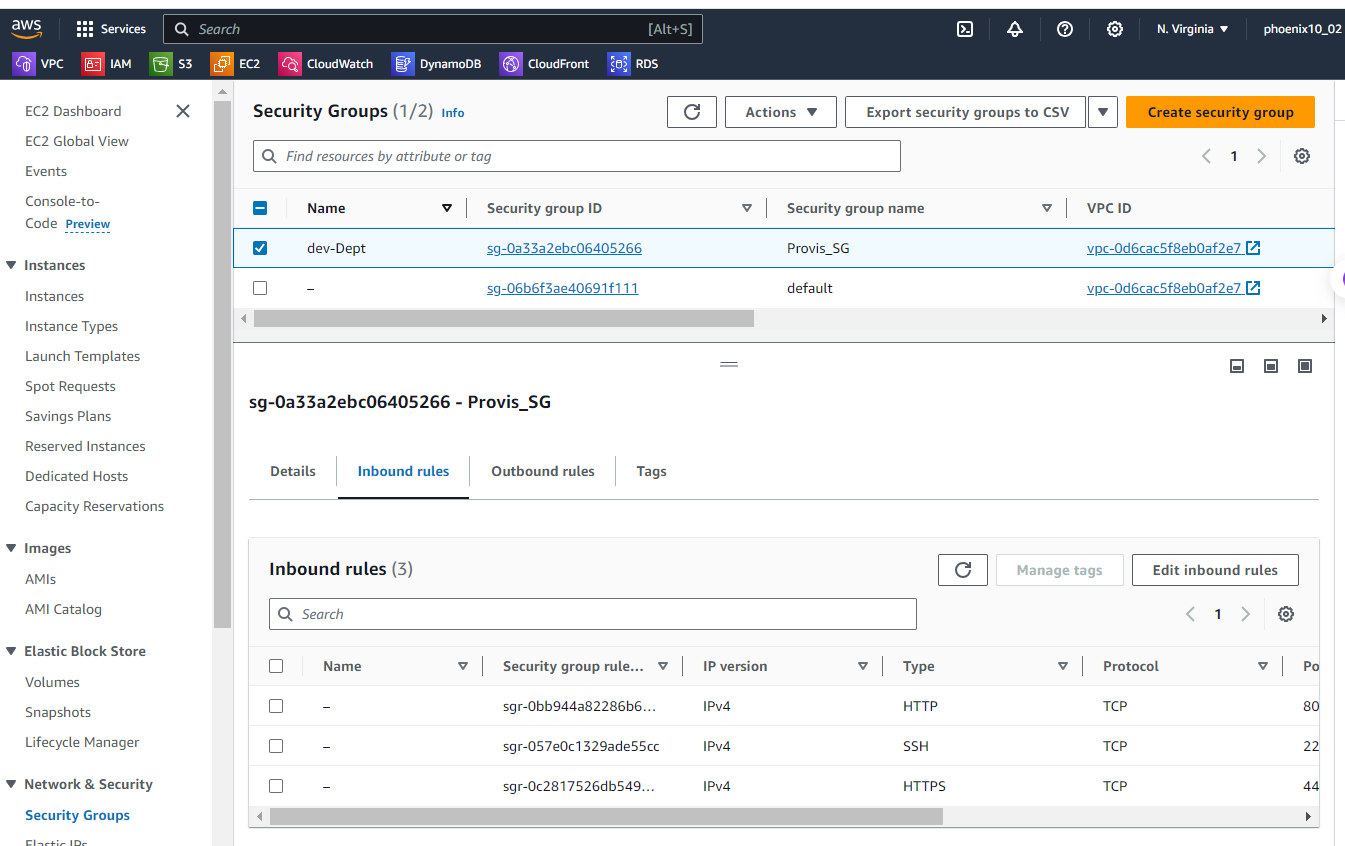 aws Services Search [Alt+S] N. Virginia phoenix10_02
VPC IAM S3 EC2 CloudWatch DynamoDB CloudFront RDS
EC2 Dashboard
EC2 Global View
Events
Console-to-
Code Preview
Instances
Instances
Instance Types
Launch Templates
Spot Requests
Savings Plans
Reserved Instances
Dedicated Hosts
Capacity Reservations
Images
AMIs
AMI Catalog
Elastic Block Store
Volumes
Snapshots
Lifecycle Manager
Network & Security
Security Groups
Elastic IPs
Security Groups (1/2) Info Actions Export security groups to CSV Create security group
Find resources by attribute or tag 1
Name Security group ID Security group name VPC ID
dev-Dept sg-0a33a2ebc06405266 Provis_SG vpc-0d6cac5f8eb0af2e7
– sg-06b6f3ae40691f111 default vpc-0d6cac5f8eb0af2e7
sg-0a33a2ebc06405266 - Provis_SG
Details Inbound rules Outbound rules Tags
Inbound rules (3) Manage tags Edit inbound rules
Search 1
Name Security group rule... IP version Type Protocol Po
– sgr-0bb944a82286b6... IPv4 HTTP TCP 80
– sgr-057e0c1329ade55cc IPv4 SSH TCP 22
– sgr-0c2817526db549... IPv4 HTTPS TCP 44